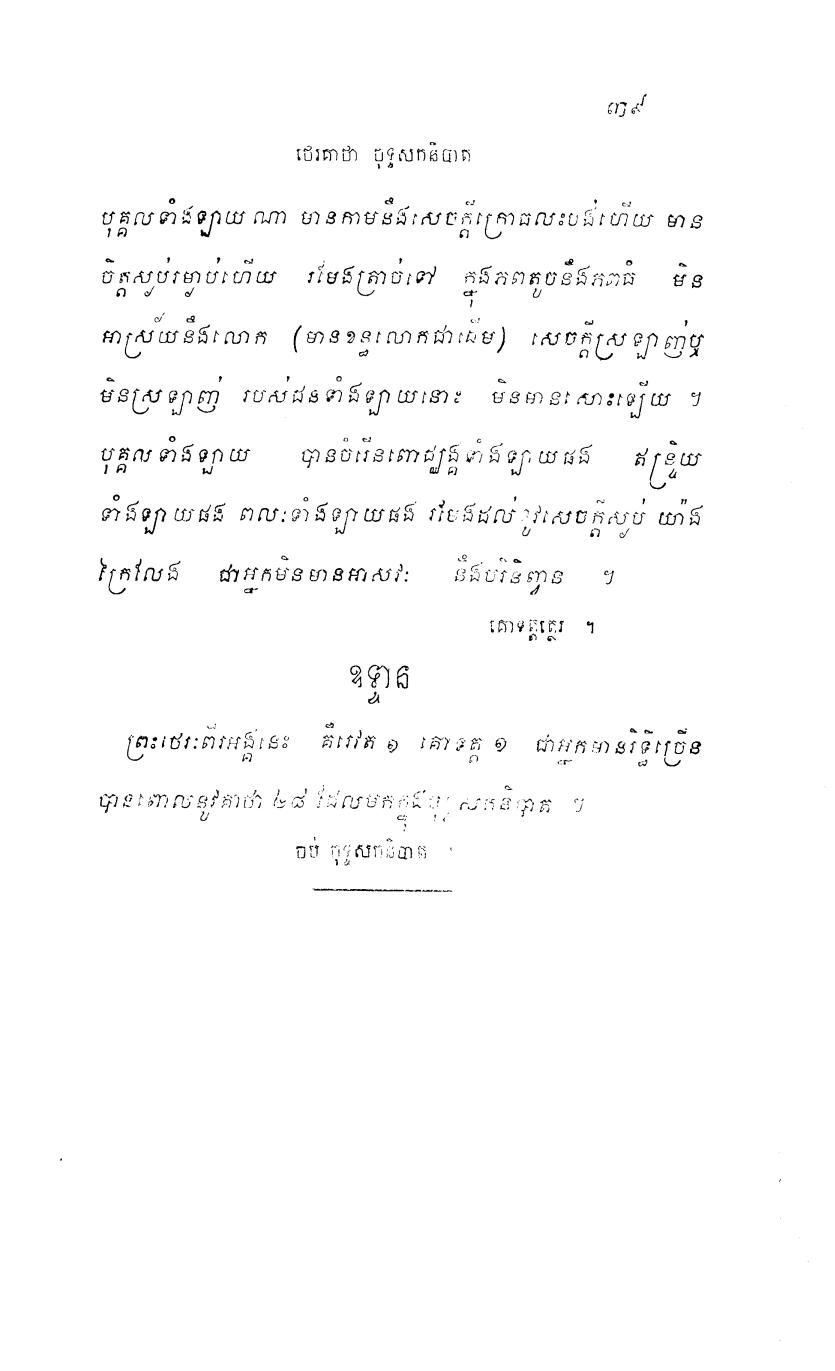 ៣៩
ថេរគាថា ចុទ្ទសកនិបាត
បុគ្គលទាំងឡាយណា មានកាមនឹងសេចក្តីក្រោធលះបង់ហើយ មាន
ចិត្តស្ងប់រម្ងាប់ហើយ រមែងត្រាច់ទៅ ក្នុងភពតូចនឹងភពធំ មិន
អាស្រ័យនឹងលោក (មានខន្ធលោកជាដើម) សេចក្តីស្រឡាញ់ឬ
មិនស្រឡាញ់ របស់ជនទាំងឡាយនោះ មិនមានសោះឡើយ ។
បុគ្គលទាំងឡាយ បានចំរើនពោជ្ឈង្គទាំងឡាយផង ឥន្ទ្រិយ
ទាំងឡាយផង ពលៈទាំងឡាយផង រមែងដល់នូវសេចក្តីស្ងប់ យ៉ាង
ក្រៃលែង ជាអ្នកមិនមានអាសវៈ នឹងបរិនិព្វាន ។
គោទត្តត្ថេរ ។
ឧទ្ទាន
ព្រះថេរៈពីរអង្គនេះ គឺរេវត ១ គោទត្ត ១ ជាអ្នកមានរិទ្ធិច្រើន
បានពោលនូវគាថា ៤៨ ដែលមកក្នុងចុទ្ទសកនិបាត ។
ចប់ ចុទ្ទសកនិបាត ។